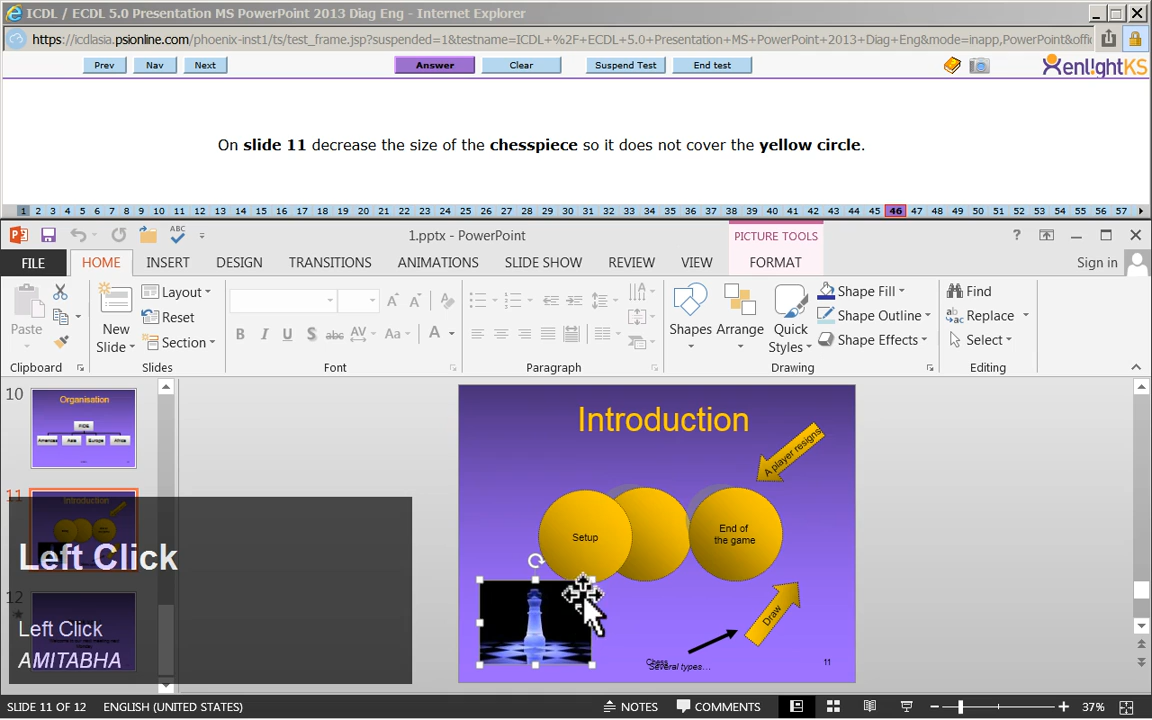 ICDL / ECDL 5.0 Presentation MS PowerPoint 2013 Diag Eng - Internet Explorer
https://icdlasia.psionline.com/phoenix-inst1/ts/test_frame.jsp?suspended=1&testname=ICDL+%2F+ECDL+5.0+Presentation+MS+PowerPoint+2013+Diag+Eng&mode=inapp,PowerPoint&offi
Prev Nav Next Answer Clear Suspend Test End test
enlightKS
On slide 11 decrease the size of the chesspiece so it does not cover the yellow circle.
1 2 3 4 5 6 7 8 9 10 11 12 13 14 15 16 17 18 19 20 21 22 23 24 25 26 27 28 29 30 31 32 33 34 35 36 37 38 39 40 41 42 43 44 45 46 47 48 49 50 51 52 53 54 55 56 57
1.pptx - PowerPoint
PICTURE TOOLS
FILE HOME INSERT DESIGN TRANSITIONS ANIMATIONS SLIDE SHOW REVIEW VIEW FORMAT Sign in
Paste
New
Slide
Layout
Reset
Section
B I U S abc AV Aa A
Shapes Arrange Quick
Styles
Shape Fill
Shape Outline
Shape Effects
Find
Replace
Select
Clipboard Slides Font Paragraph Drawing Editing
10
Organisation
FIDE
Americas Asia Europe Africa
11
Introduction
12
Left Click
Left Click
AMITABHA
Introduction
A player resigns
Setup
End of
the game
Draw
Chess
Several types...
11
SLIDE 11 OF 12 ENGLISH (UNITED STATES) NOTES COMMENTS 37%